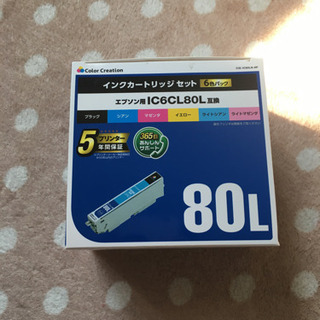 Color Creation
インクカートリッジセット 6色パック
エプソン用 IC6CL80L 互換
ブラック シアン マゼンタ イエロー ライトシアン ライトマゼンタ
5 プリンター 年間保証
365日 あんしん サポート
80L